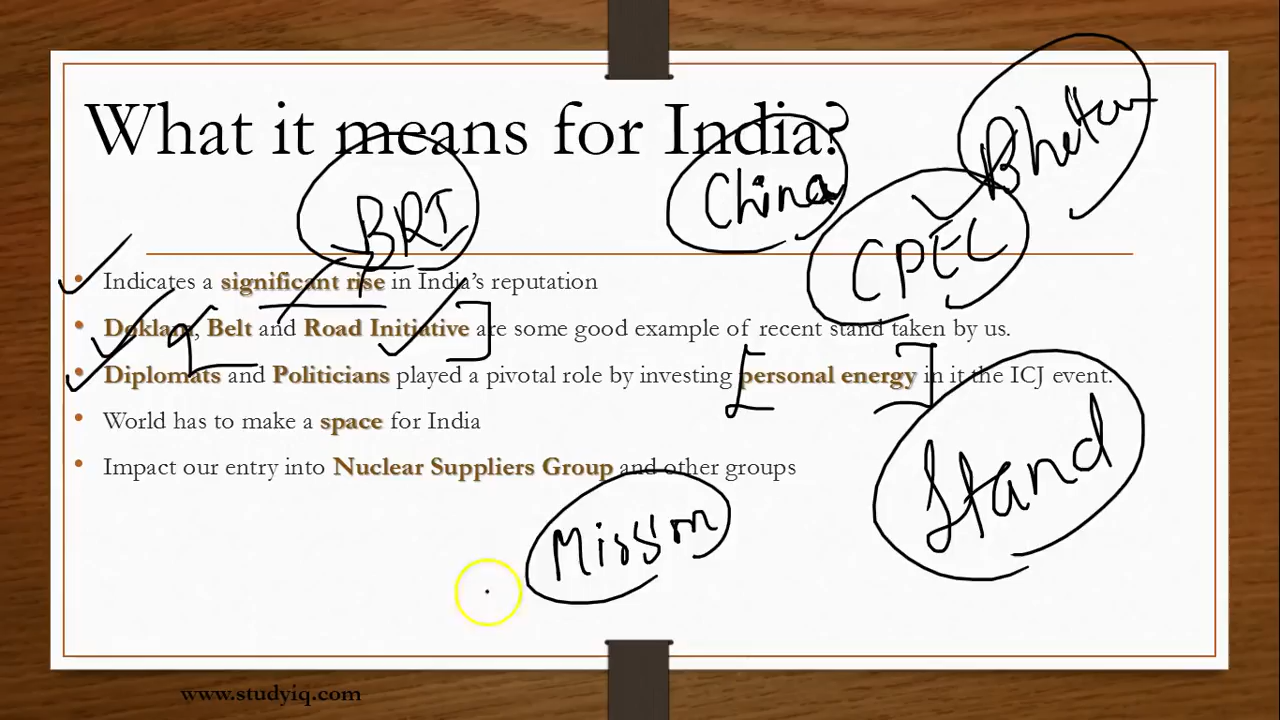 What it means for India?
Bhutan
BRI
China
CPEC
• Indicates a significant rise in India's reputation
• Doklam, Belt and Road Initiative are some good example of recent stand taken by us.
• Diplomats and Politicians played a pivotal role by investing personal energy in it the ICJ event.
• World has to make a space for India
• Impact our entry into Nuclear Suppliers Group and other groups
Stand
Mission
www.studyiq.com